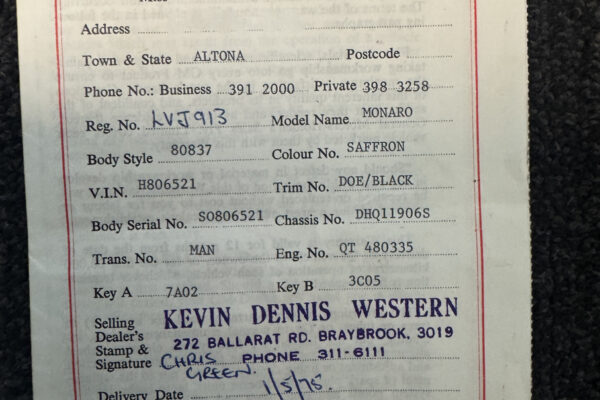 Address
Town & State ALTONA Postcode
Phone No.: Business 391 2000 Private 398 3258
Reg. No. LVJ913 Model Name MONARO
Body Style 80837 Colour No. SAFFRON
V.I.N. H806521 Trim No. DOE/BLACK
Body Serial No. SO806521 Chassis No. DHQ11906S
Trans. No. MAN Eng. No. QT 480335
Key A 7A02 Key B 3C05
Selling Dealer's Stamp & Signature
KEVIN DENNIS WESTERN
272 BALLARAT RD. BRAYBROOK, 3019
PHONE 311-6111
CHRIS GREEN.
Delivery Date 1/5/75.